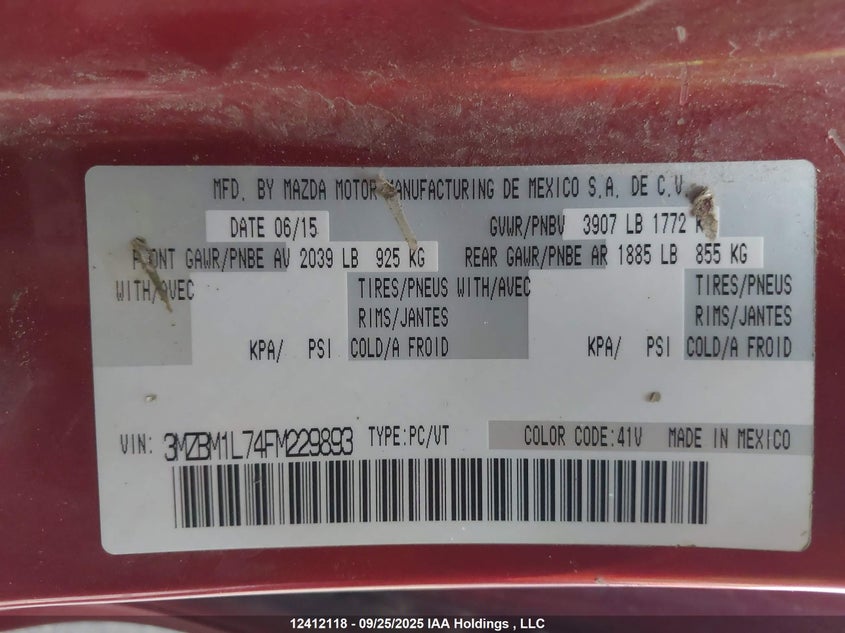 MFD. BY MAZDA MOTOR MANUFACTURING DE MEXICO S.A. DE C.V.
DATE 06/15 GVWR/PNBV 3907 LB 1772 K
FRONT GAWR/PNBE AV 2039 LB 925 KG REAR GAWR/PNBE AR 1885 LB 855 KG
WITH/AVEC TIRES/PNEUS WITH/AVEC TIRES/PNEUS
RIMS/JANTES RIMS/JANTES
KPA/ PSI COLD/A FROID KPA/ PSI COLD/A FROID
VIN: 3MZBM1L74FM229893 TYPE:PC/VT COLOR CODE:41V MADE IN MEXICO
12412118 - 09/25/2025 IAA Holdings , LLC